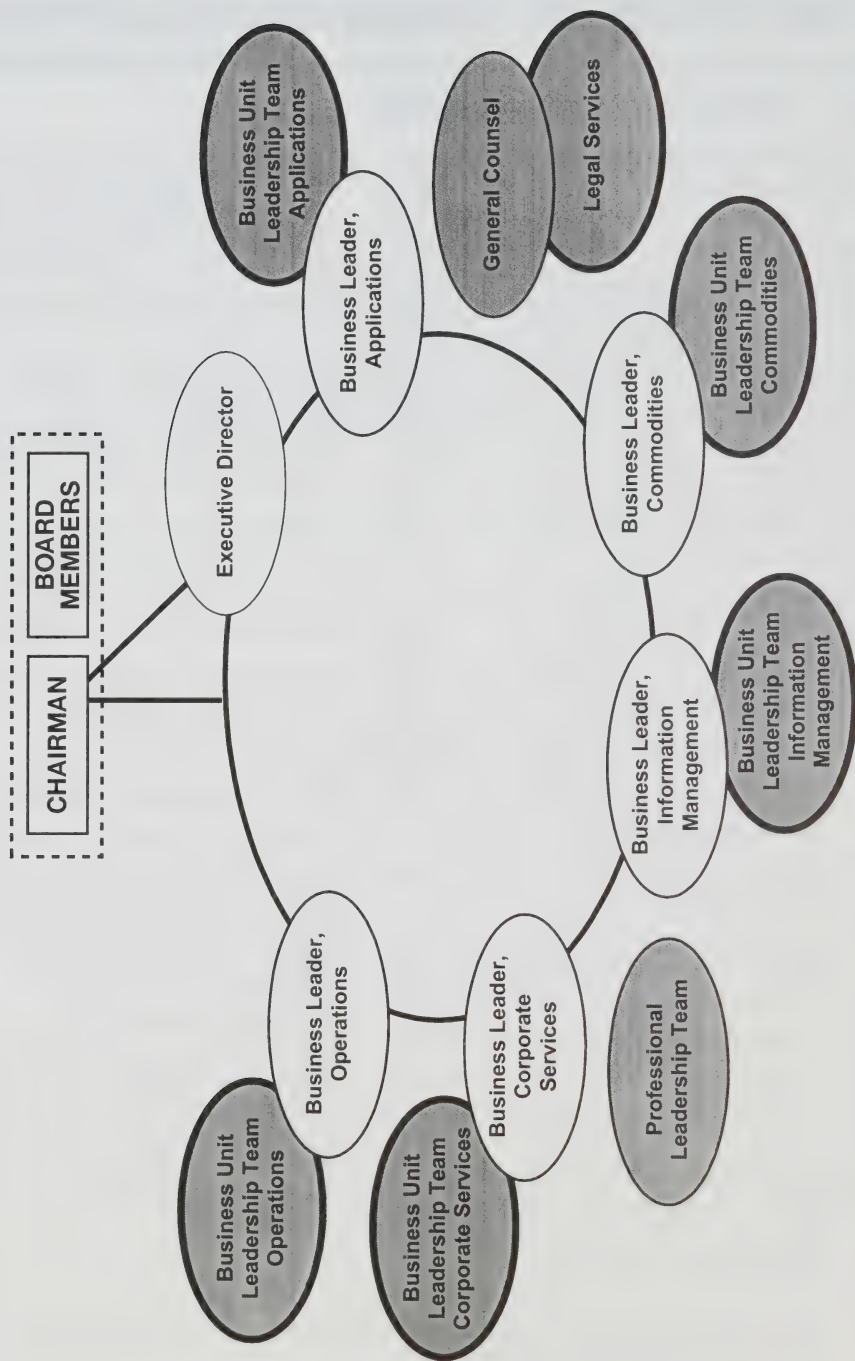 CHAIRMAN
BOARD
MEMBERS
Executive Director
Business Leader,
Operations
Business Unit
Leadership Team
Operations
Business Leader,
Applications
Business Unit
Leadership Team
Applications
Business Leader,
Corporate
Services
Business Unit
Leadership Team
Corporate Services
General Counsel
Legal Services
Business Leader,
Commodities
Business Unit
Leadership Team
Commodities
Business Leader,
Information
Management
Business Unit
Leadership Team
Information
Management
Professional
Leadership Team